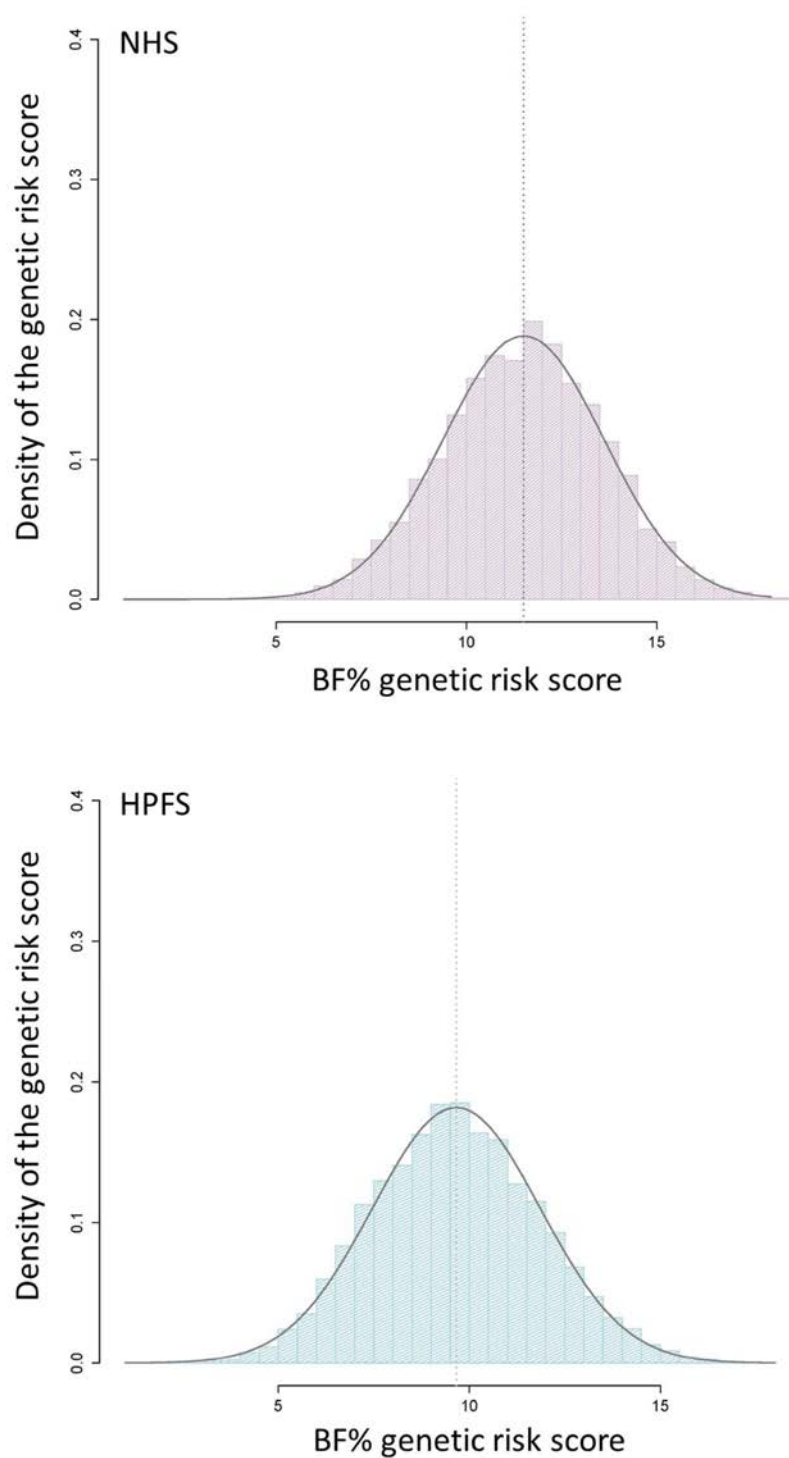 NHS
Density of the genetic risk score
0.4
0.3
0.2
0.1
0.0
5 10 15
BF% genetic risk score
HPFS
Density of the genetic risk score
0.4
0.3
0.2
0.1
0.0
5 10 15
BF% genetic risk score